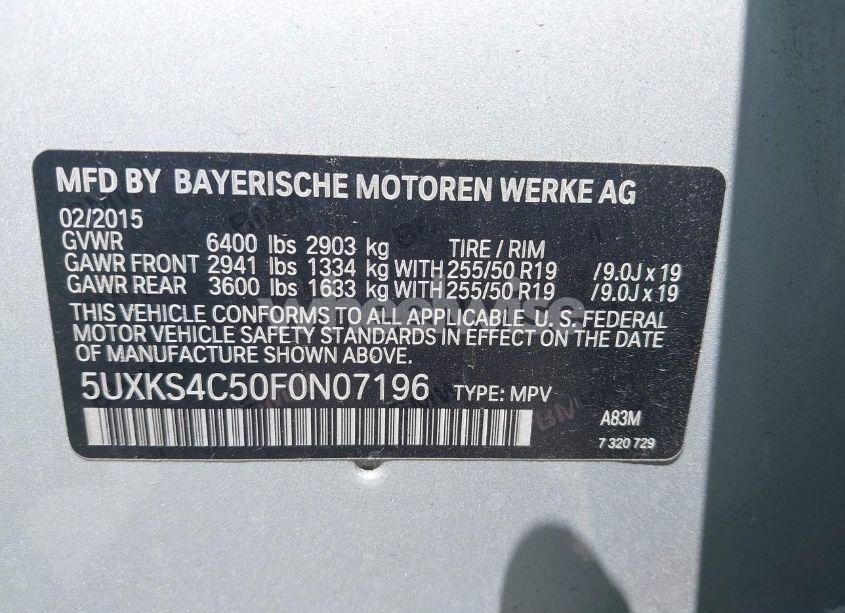 MFD BY BAYERISCHE MOTOREN WERKE AG
02/2015
GVWR 6400 lbs 2903 kg TIRE / RIM
GAWR FRONT 2941 lbs 1334 kg WITH 255/50 R19 /9.0J x 19
GAWR REAR 3600 lbs 1633 kg WITH 255/50 R19 /9.0J x 19
THIS VEHICLE CONFORMS TO ALL APPLICABLE U. S. FEDERAL
MOTOR VEHICLE SAFETY STANDARDS IN EFFECT ON THE DATE
OF MANUFACTURE SHOWN ABOVE.
5UXKS4C50F0N07196 TYPE: MPV
A83M
7 320 729